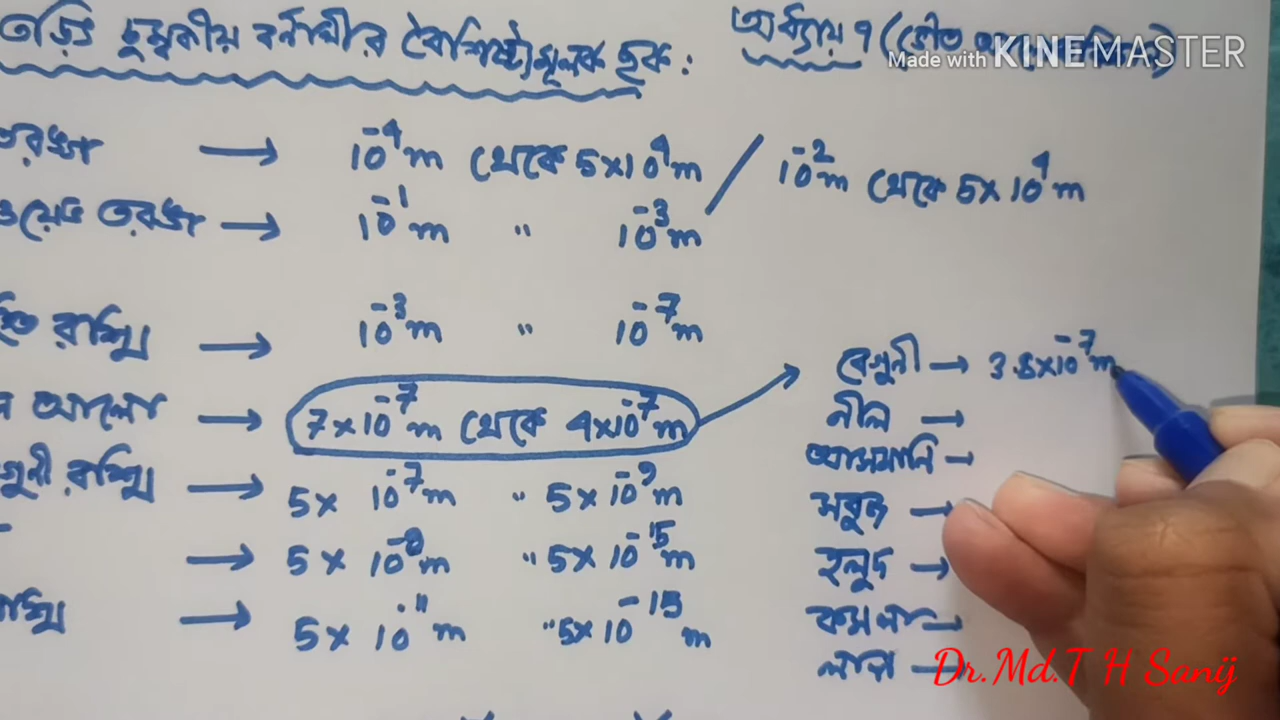 তড়িৎ চুম্বকীয় বর্ণালীর বৈশিষ্ট্যমূলক ছক : অধ্যায় ৭
Made with KINEMASTER
তরঙ্গ → 10⁻⁴m থেকে 5×10⁴m / 10⁻²m থেকে 5×10⁴m
ওয়েভ তরঙ্গ → 10⁻¹m " 10⁻³m
রশ্মি → 10⁻³m " 10⁻⁷m
আলো → 7×10⁻⁷m থেকে 4×10⁻⁷m
গুনী রশ্মি → 5× 10⁻⁷m " 5× 10⁻⁹m
→ 5× 10⁻⁸m " 5× 10⁻¹⁵m
→ 5× 10⁻¹¹m " 5× 10⁻¹⁵m
বেগুনী → 3.8×10⁻⁷m
নীল →
আসমানি →
সবুজ →
হলুদ →
কমলা →
লাল →
Dr.Md.T H Sanij